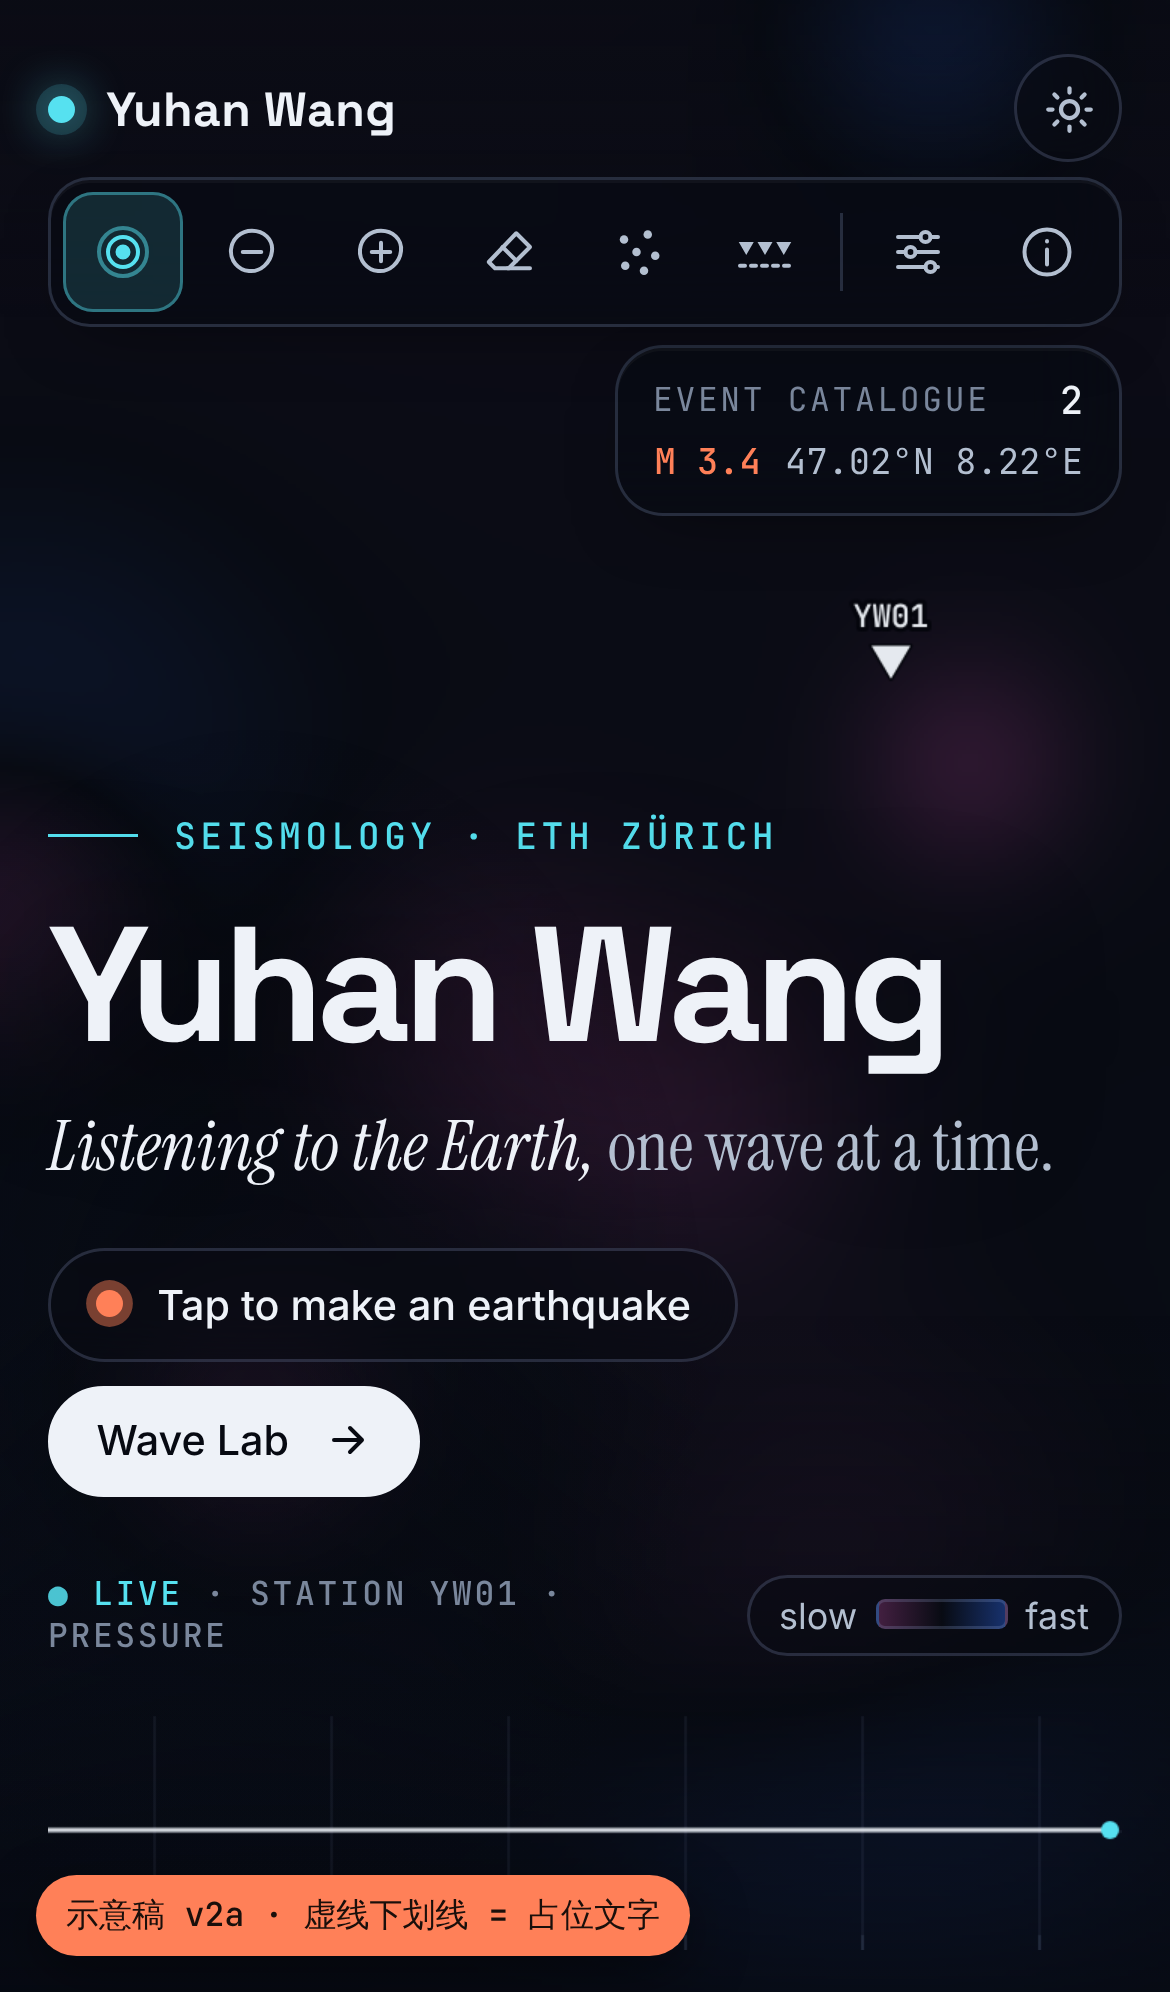 Yuhan Wang
EVENT CATALOGUE 2
M 3.4 47.02°N 8.22°E
YW01
SEISMOLOGY · ETH ZÜRICH
Yuhan Wang
Listening to the Earth, one wave at a time.
Tap to make an earthquake
Wave Lab →
LIVE · STATION YW01 ·
PRESSURE
slow fast
示意稿 v2a · 虚线下划线 = 占位文字